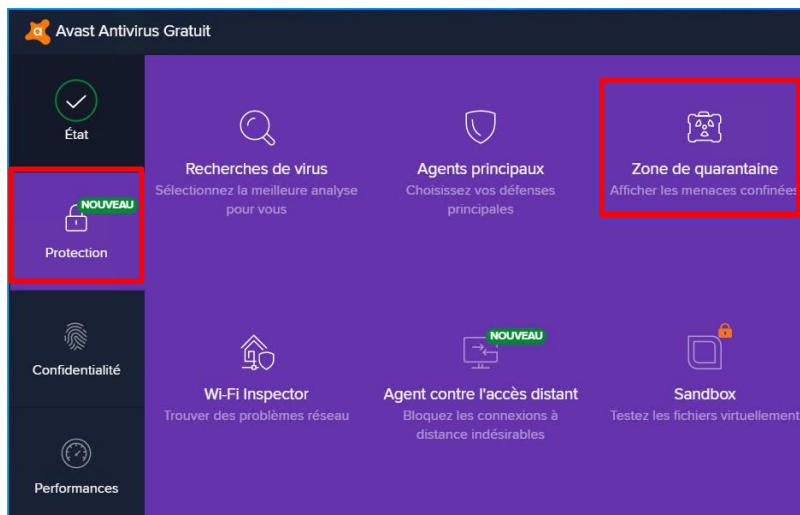 Avast Antivirus Gratuit
État
NOUVEAU
Protection
Confidentialité
Performances
Recherches de virus
Sélectionnez la meilleure analyse
pour vous
Agents principaux
Choisissez vos défenses
principales
Zone de quarantaine
Afficher les menaces confinées
Wi-Fi Inspector
Trouver des problèmes réseau
NOUVEAU
Agent contre l'accès distant
Bloquez les connexions à
distance indésirables
Sandbox
Testez les fichiers virtuellement